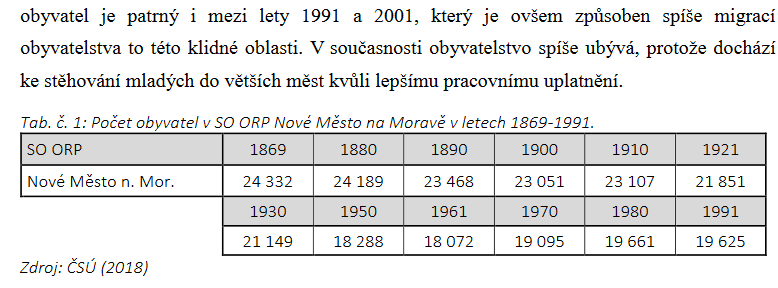 obyvatel je patrný i mezi lety 1991 a 2001, který je ovšem způsoben spíše migrací
obyvatelstva to této klidné oblasti. V současnosti obyvatelstvo spíše ubývá, protože dochází
ke stěhování mladých do větších měst kvůli lepšímu pracovnímu uplatnění.
Tab. č. 1: Počet obyvatel v SO ORP Nové Město na Moravě v letech 1869-1991.
SO ORP 1869 1880 1890 1900 1910 1921
Nové Město n. Mor. 24 332 24 189 23 468 23 051 23 107 21 851
1930 1950 1961 1970 1980 1991
21 149 18 288 18 072 19 095 19 661 19 625
Zdroj: ČSÚ (2018)